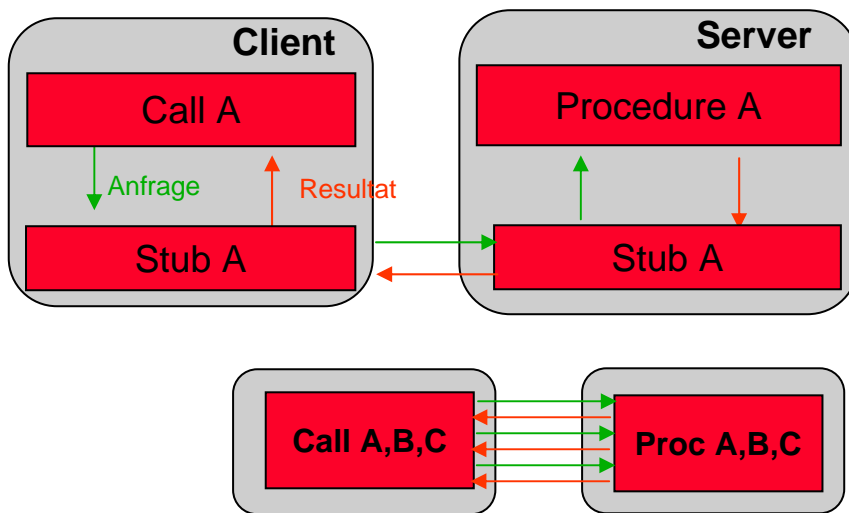 Client
Server
Call A
Procedure A
Anfrage
Resultat
Stub A
Stub A
Call A,B,C
Proc A,B,C